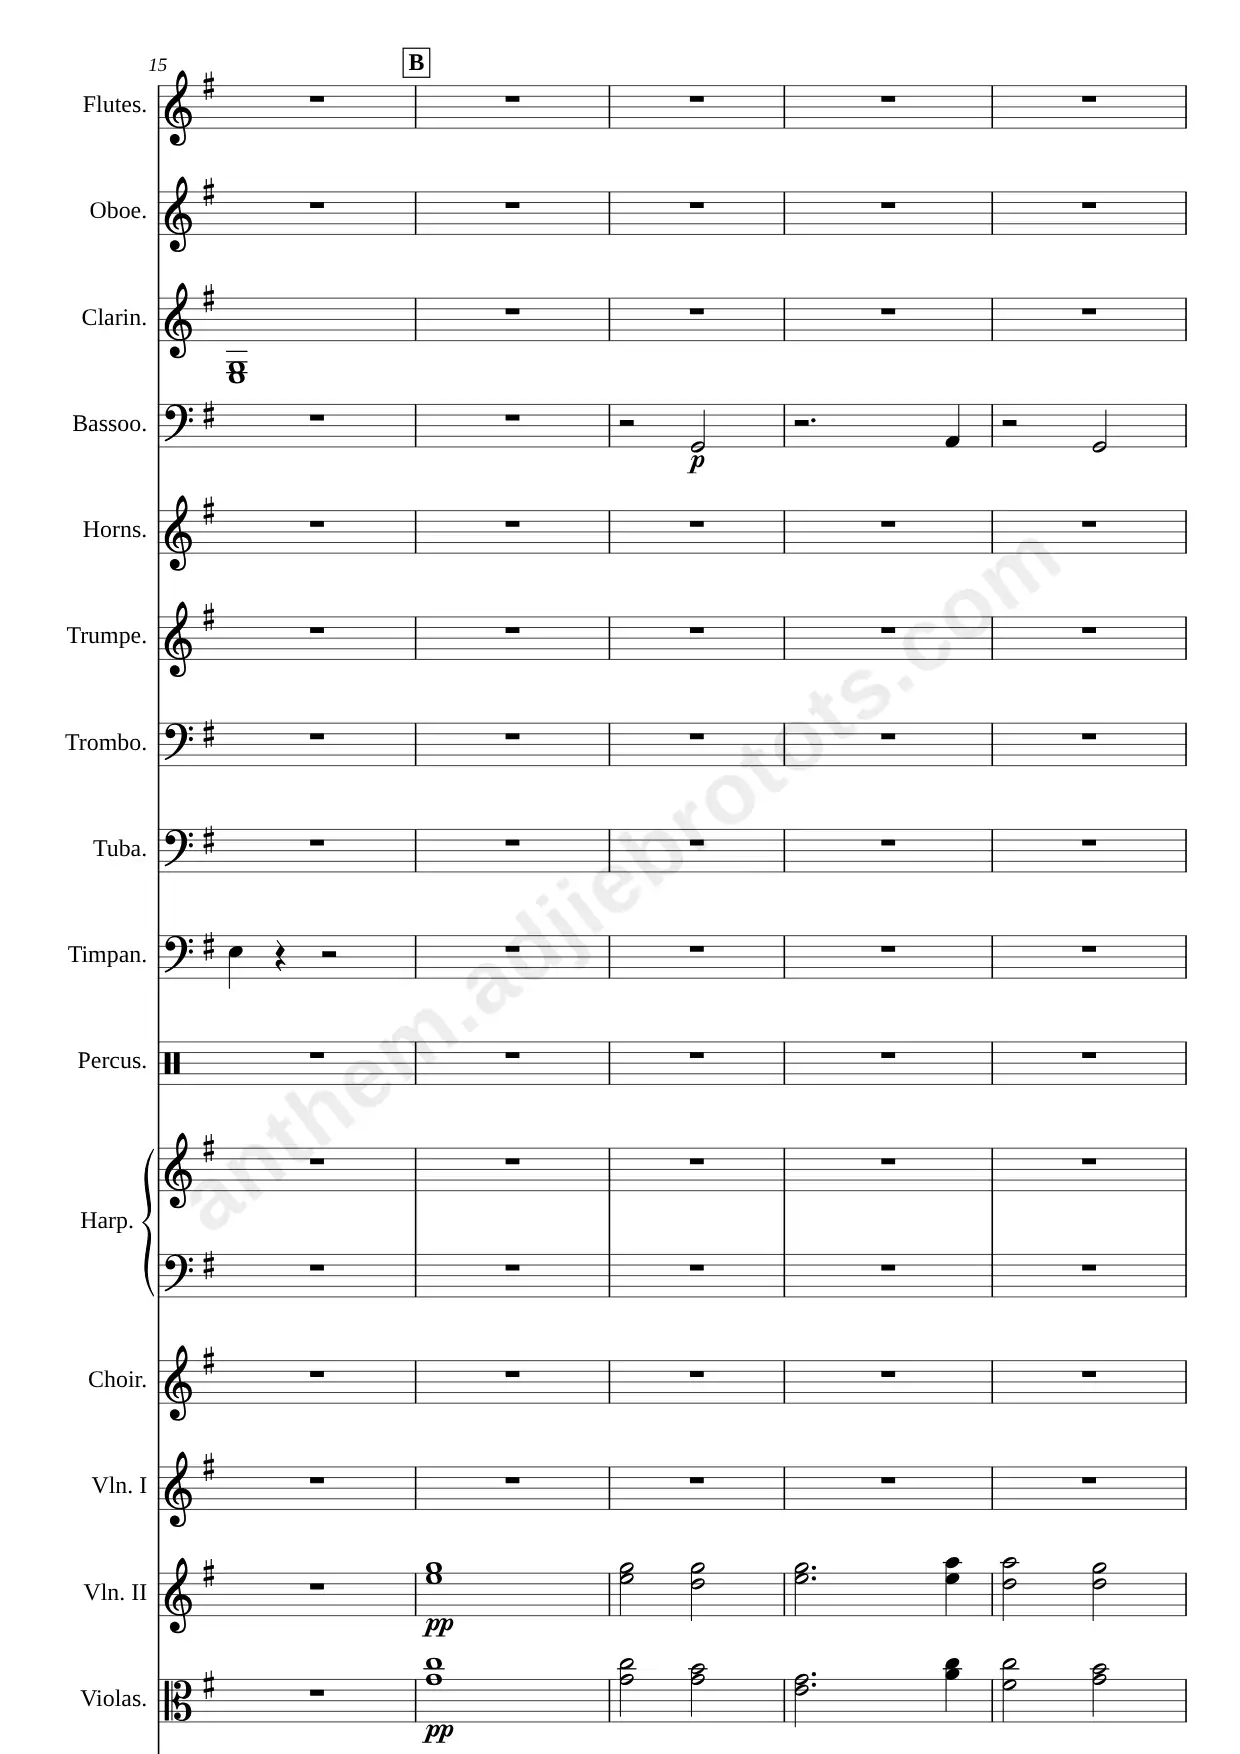 15
B
Flutes.
Oboe.
Clarin.
Bassoo.
p
Horns.
Trumpe.
Trombo.
Tuba.
Timpan.
Percus.
Harp.
Choir.
Vln. I
Vln. II
pp
Violas.
pp
anthem.adjiebrotots.com